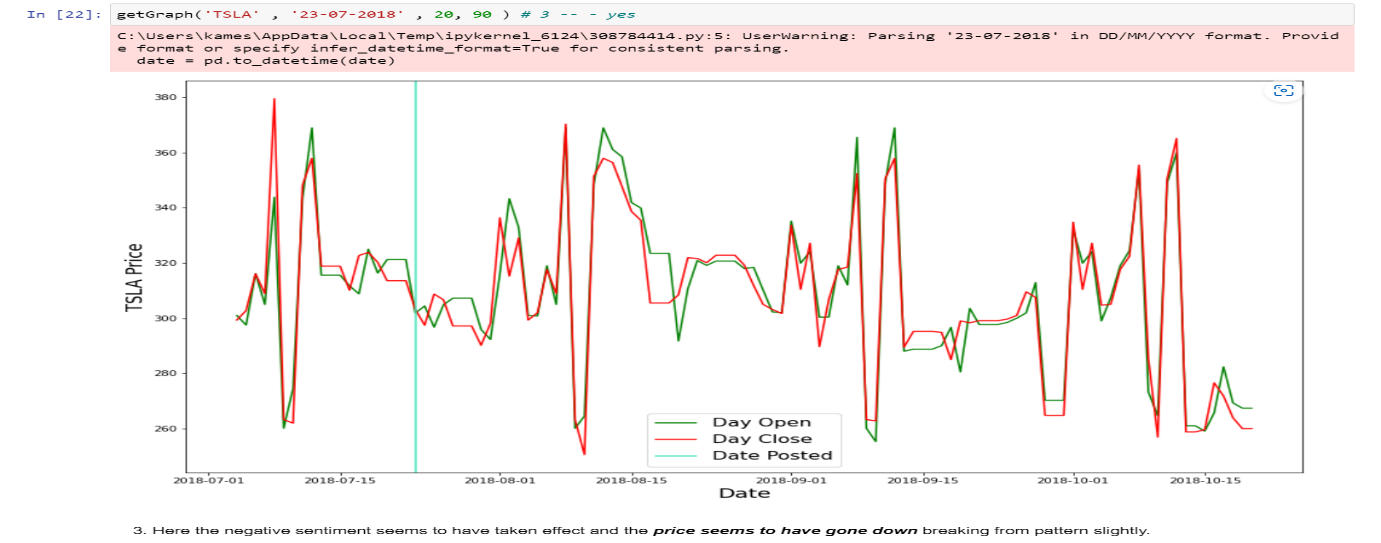 In [22]: getGraph('TSLA' , '23-07-2018' , 20, 90 ) # 3 -- - yes
C:\Users\kames\AppData\Local\Temp\ipykernel_6124\308784414.py:5: UserWarning: Parsing '23-07-2018' in DD/MM/YYYY format. Provid
e format or specify infer_datetime_format=True for consistent parsing.
date = pd.to_datetime(date)
380
360
340
320
300
280
260
TSLA Price
Day Open
Day Close
Date Posted
2018-07-01 2018-07-15 2018-08-01 2018-08-15 2018-09-01 2018-09-15 2018-10-01 2018-10-15
Date
3. Here the negative sentiment seems to have taken effect and the price seems to have gone down breaking from pattern slightly.